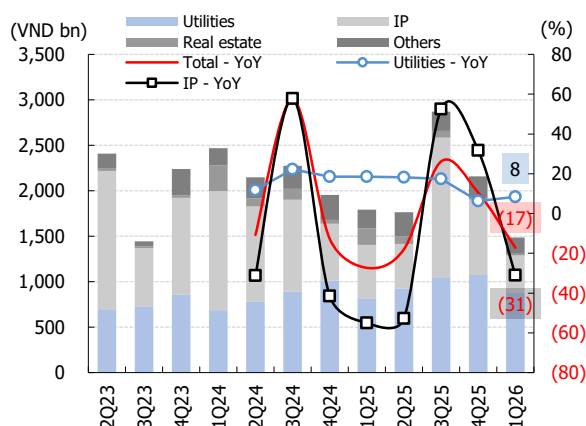 (VND bn)
(%)
Utilities
IP
Real estate
Others
Total - YoY
Utilities - YoY
IP - YoY
3,500
3,000
2,500
2,000
1,500
1,000
500
0
80
60
40
20
0
(20)
(40)
(60)
(80)
8
(17)
(31)
2Q23
3Q23
4Q23
1Q24
2Q24
3Q24
4Q24
1Q25
2Q25
3Q25
4Q25
1Q26